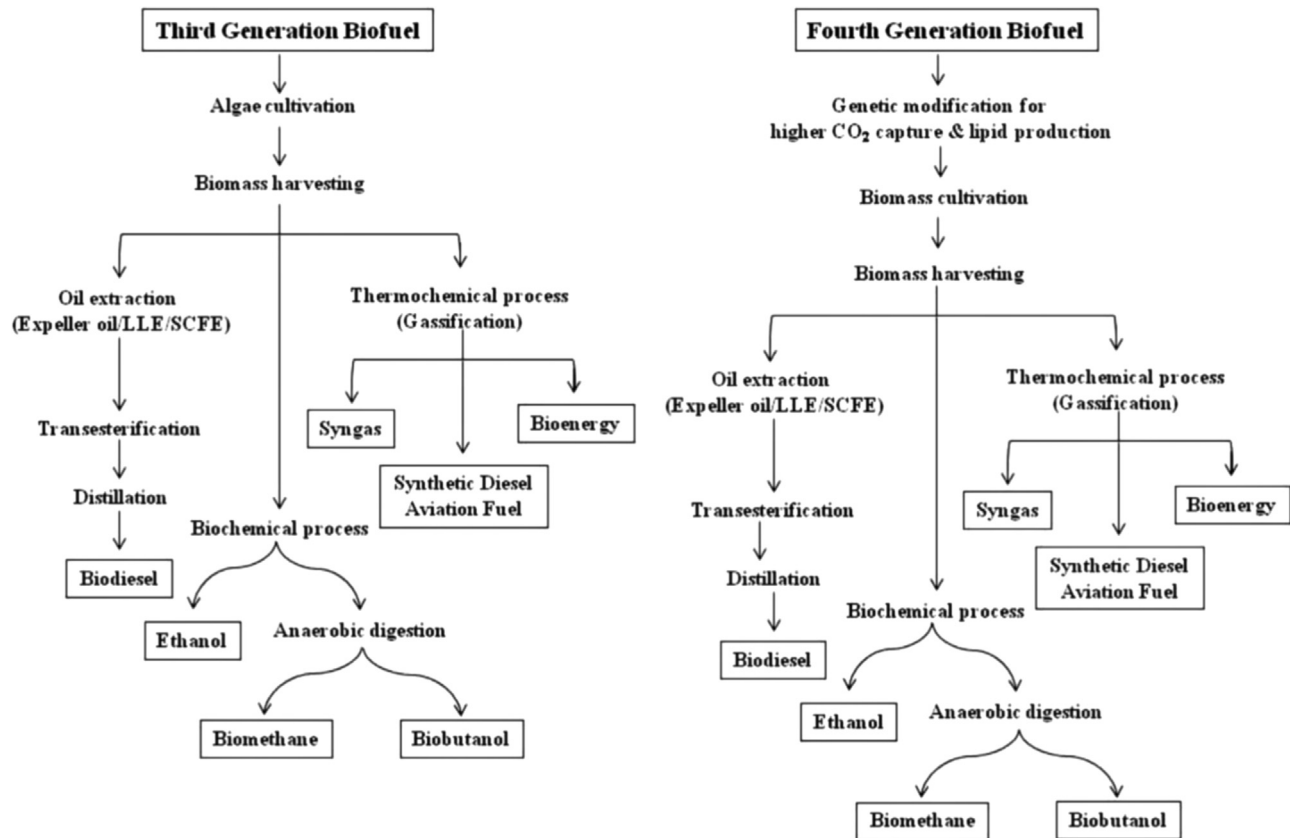 Third Generation Biofuel
Algae cultivation
Biomass harvesting
Oil extraction
(Expeller oil/LLE/SCFE)
Thermochemical process
(Gassification)
Transesterification
Syngas
Bioenergy
Distillation
Synthetic Diesel
Aviation Fuel
Biochemical process
Biodiesel
Ethanol
Anaerobic digestion
Biomethane
Biobutanol
Fourth Generation Biofuel
Genetic modification for
higher CO₂ capture & lipid production
Biomass cultivation
Biomass harvesting
Oil extraction
(Expeller oil/LLE/SCFE)
Thermochemical process
(Gassification)
Transesterification
Syngas
Bioenergy
Distillation
Synthetic Diesel
Aviation Fuel
Biochemical process
Biodiesel
Ethanol
Anaerobic digestion
Biomethane
Biobutanol